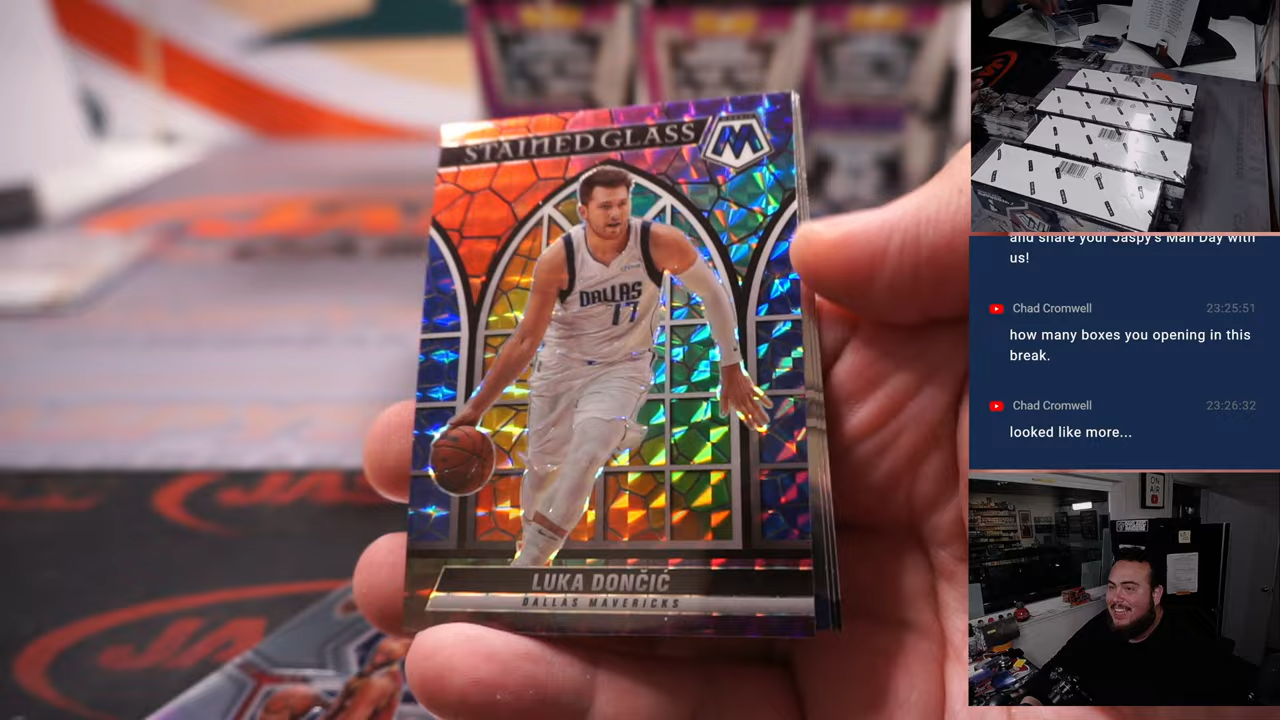 STAINED GLASS
M
DALLAS
77
LUKA DONČIĆ
DALLAS MAVERICKS
and share your Jaspy's Mail Day with
us!
Chad Cromwell 23:25:51
how many boxes you opening in this
break.
Chad Cromwell 23:26:32
looked like more...
ON
AIR
JAS
JA